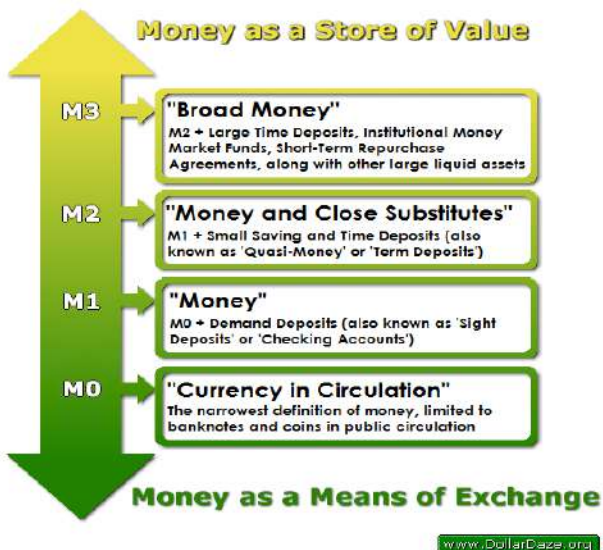 Money as a Store of Value
M3
"Broad Money"
M2 + Large Time Deposits, Institutional Money
Market Funds, Short-Term Repurchase
Agreements, along with other large liquid assets
M2
"Money and Close Substitutes"
M1 + Small Saving and Time Deposits (also
known as 'Quasi-Money' or 'Term Deposits')
M1
"Money"
M0 + Demand Deposits (also known as 'Sight
Deposits' or 'Checking Accounts')
M0
"Currency in Circulation"
The narrowest definition of money, limited to
banknotes and coins in public circulation
Money as a Means of Exchange
www.DollarDaze.org